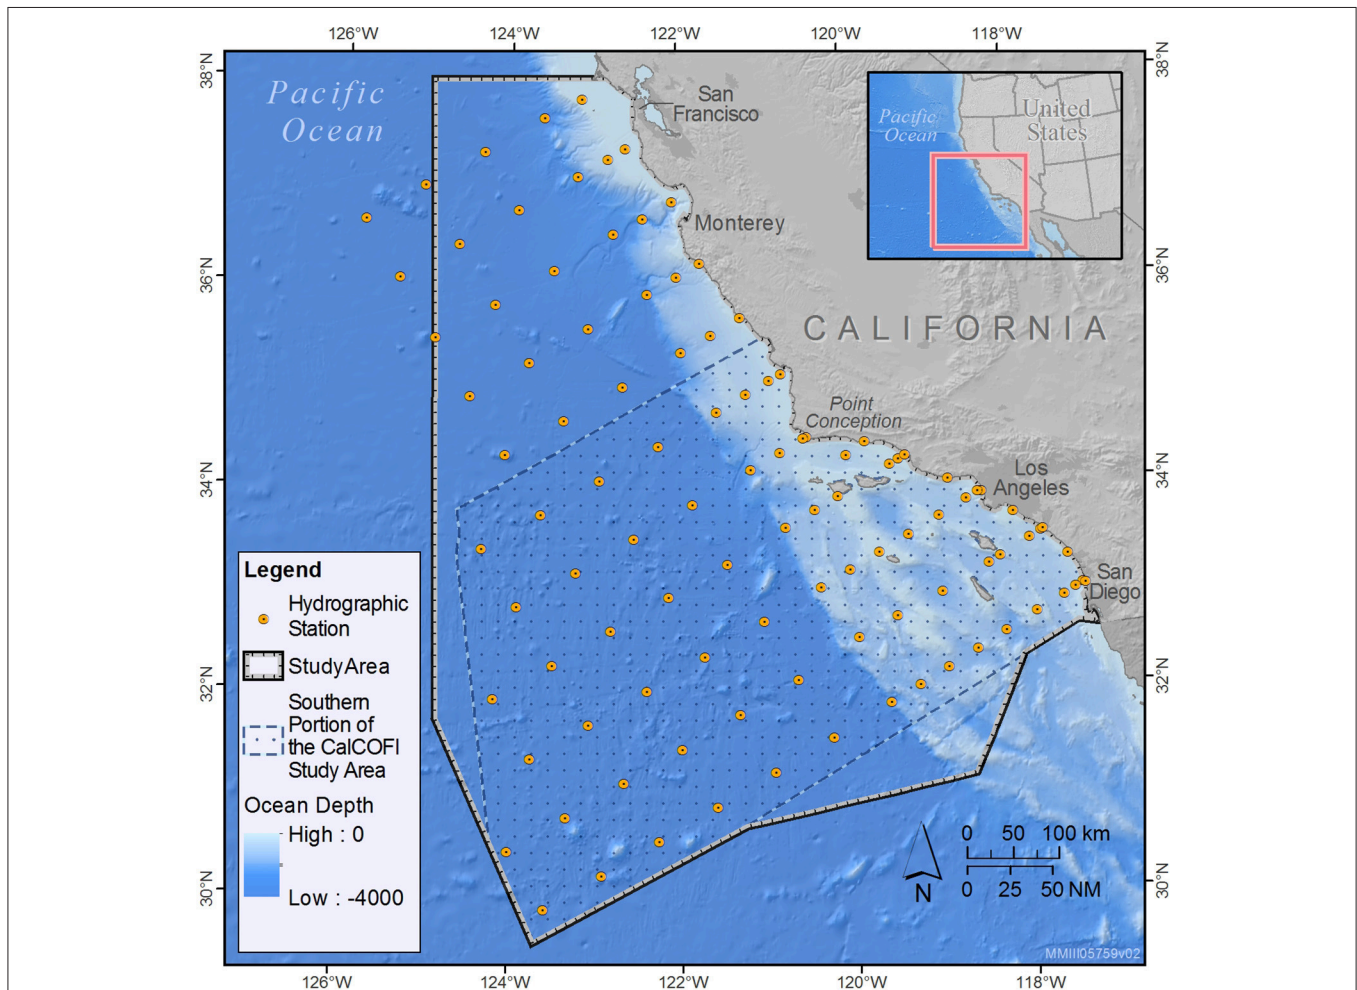 126°W 124°W 122°W 120°W 118°W
38°N
38°N
Pacific
Ocean
San
Francisco
Pacific
Ocean
United
States
Monterey
36°N
36°N
CALIFORNIA
Point
Conception
34°N
34°N
Los
Angeles
San
Diego
32°N
32°N
Legend
Hydrographic
Station
Study Area
Southern
Portion of
the CalCOFI
Study Area
Ocean Depth
High : 0
Low : -4000
0 50 100 km
0 25 50 NM
N
30°N
30°N
MMIII05759v02
126°W 124°W 122°W 120°W 118°W